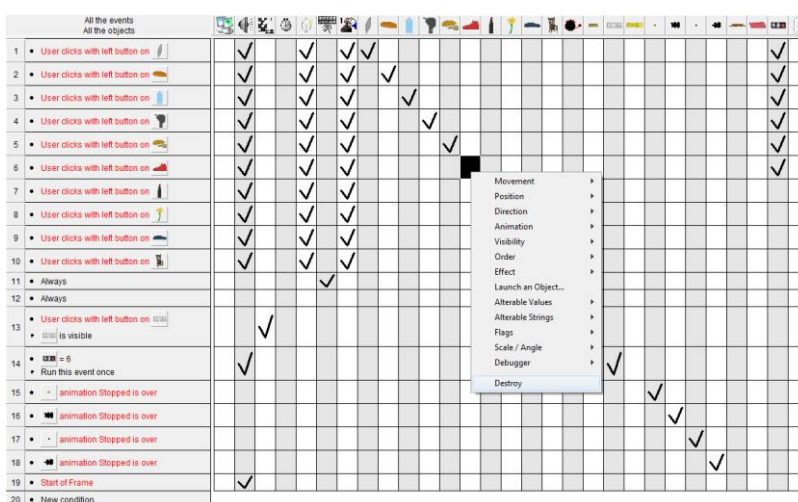 All the events
All the objects
1 • User clicks with left button on
2 • User clicks with left button on
3 • User clicks with left button on
4 • User clicks with left button on
5 • User clicks with left button on
6 • User clicks with left button on
7 • User clicks with left button on
8 • User clicks with left button on
9 • User clicks with left button on
10 • User clicks with left button on
11 • Always
12 • Always
13 • User clicks with left button on
• is visible
14 • = 6
• Run this event once
15 • animation Stopped is over
16 • animation Stopped is over
17 • animation Stopped is over
18 • animation Stopped is over
19 • Start of Frame
20 • New condition
Movement
Position
Direction
Animation
Visibility
Order
Effect
Launch an Object...
Alterable Values
Alterable Strings
Flags
Scale / Angle
Debugger
Destroy